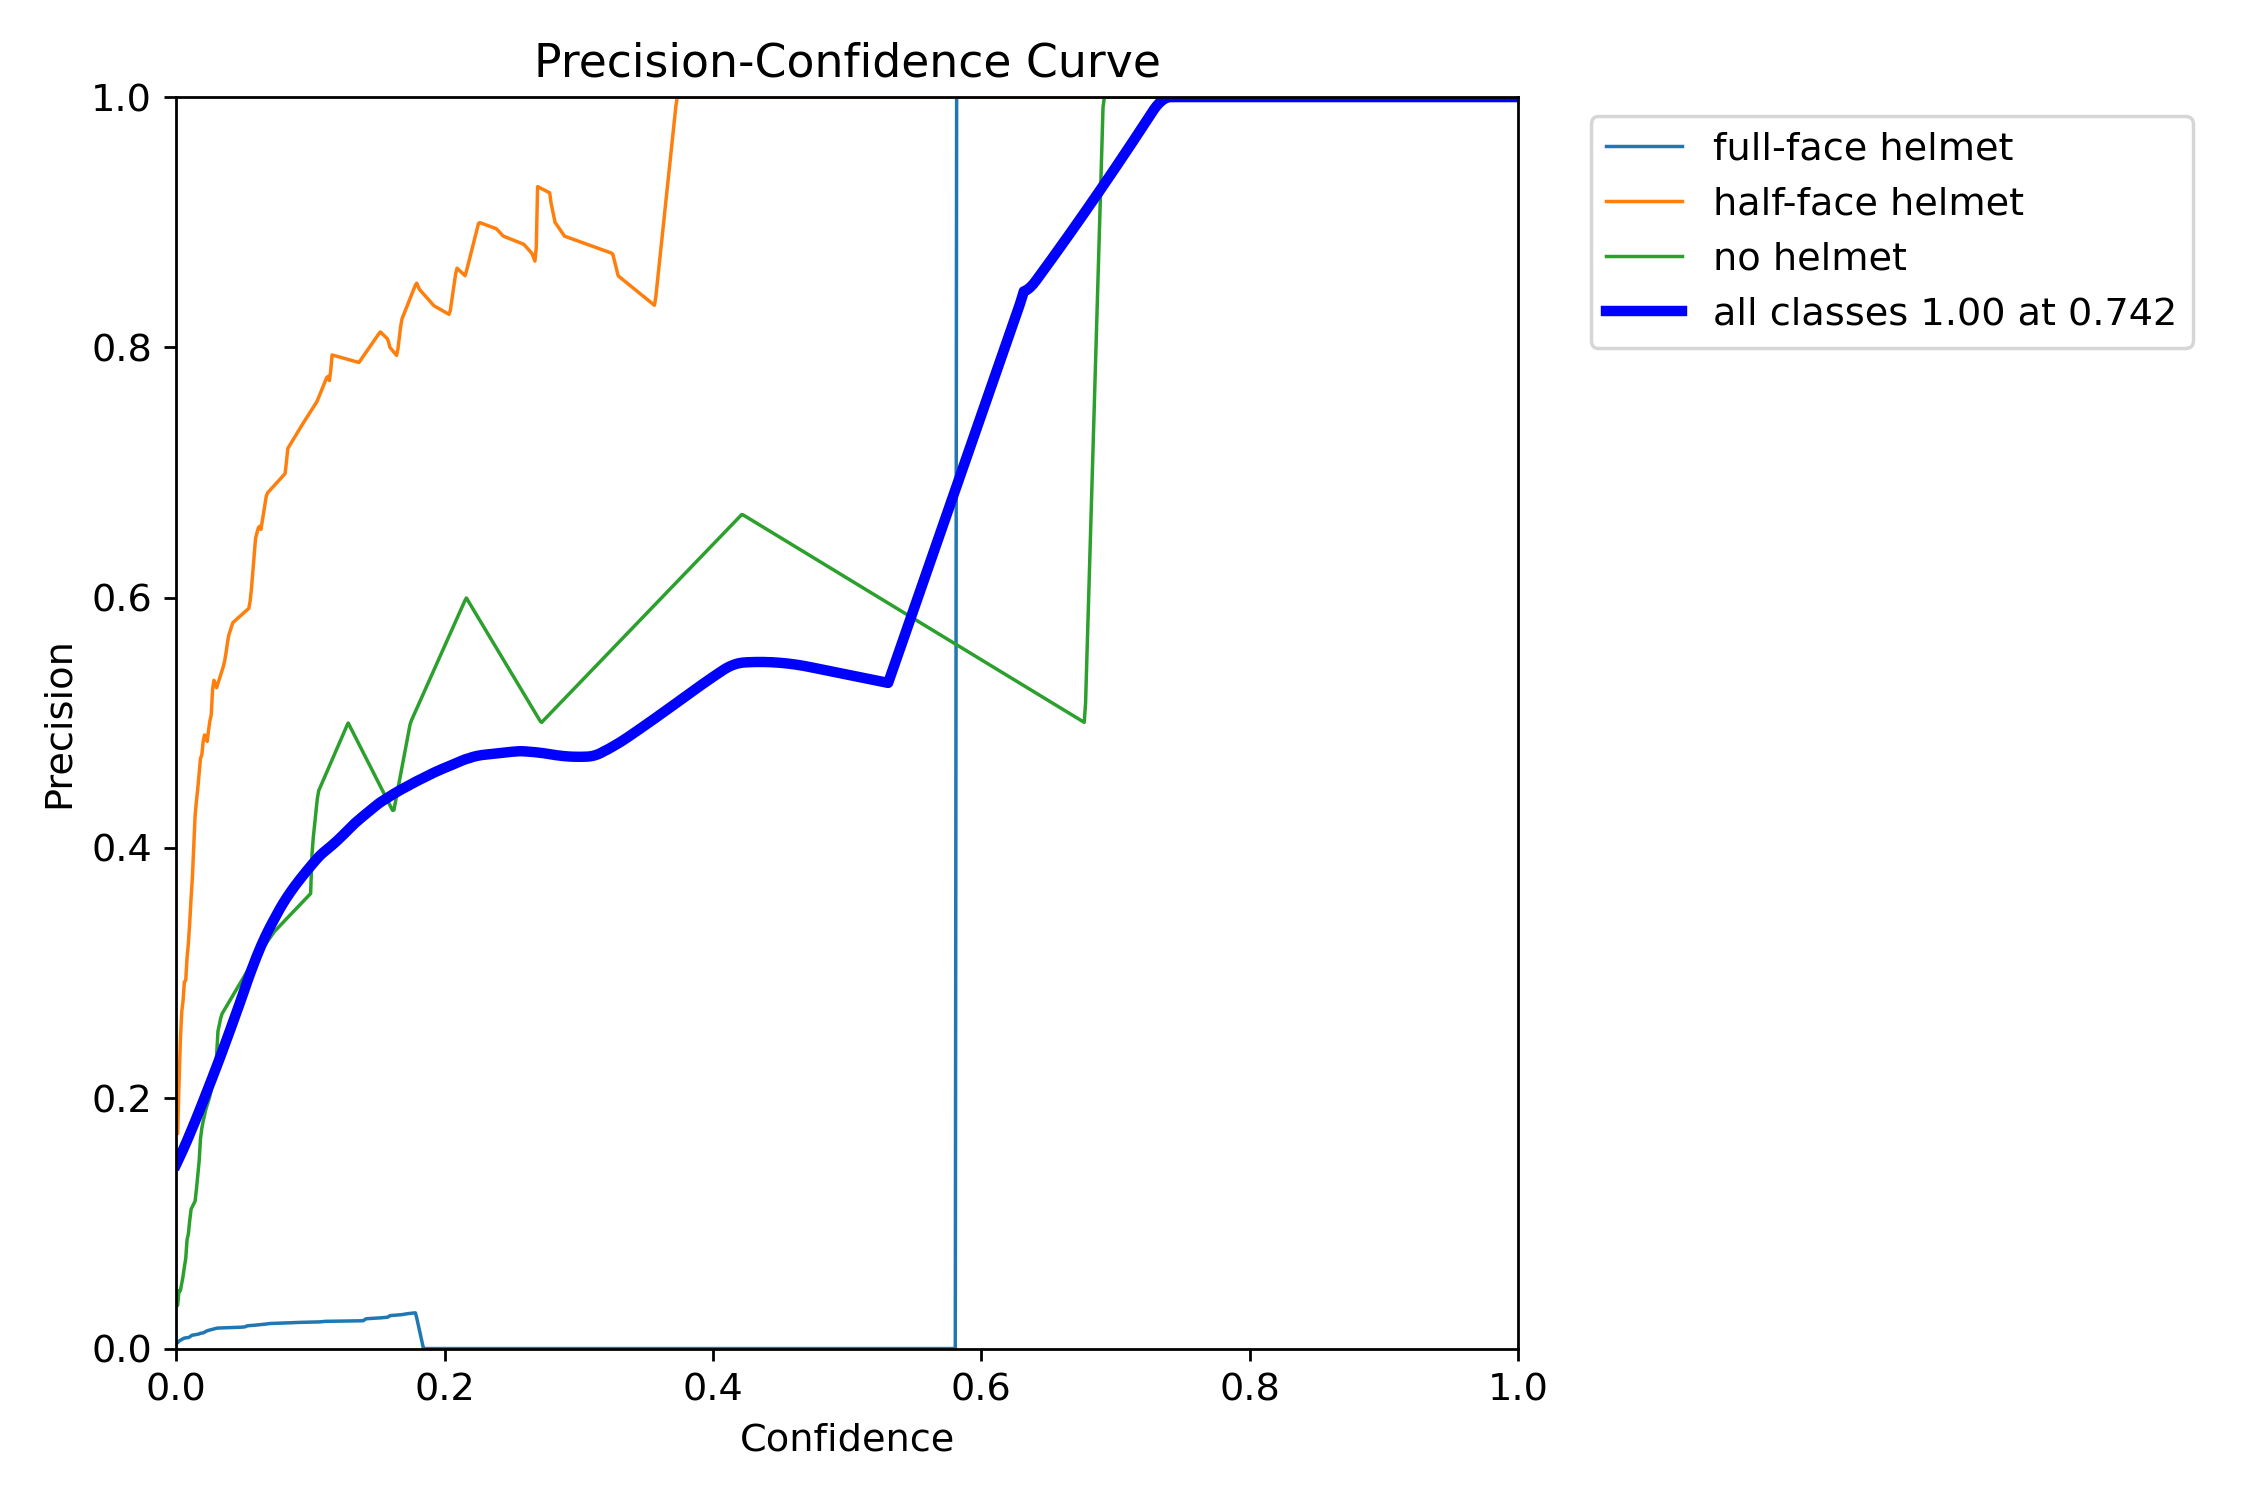 Precision-Confidence Curve
1.0
0.8
0.6
0.4
0.2
0.0
Precision
0.0 0.2 0.4 0.6 0.8 1.0
Confidence
full-face helmet
half-face helmet
no helmet
all classes 1.00 at 0.742